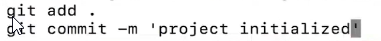 git add .
git commit -m 'project initialized'